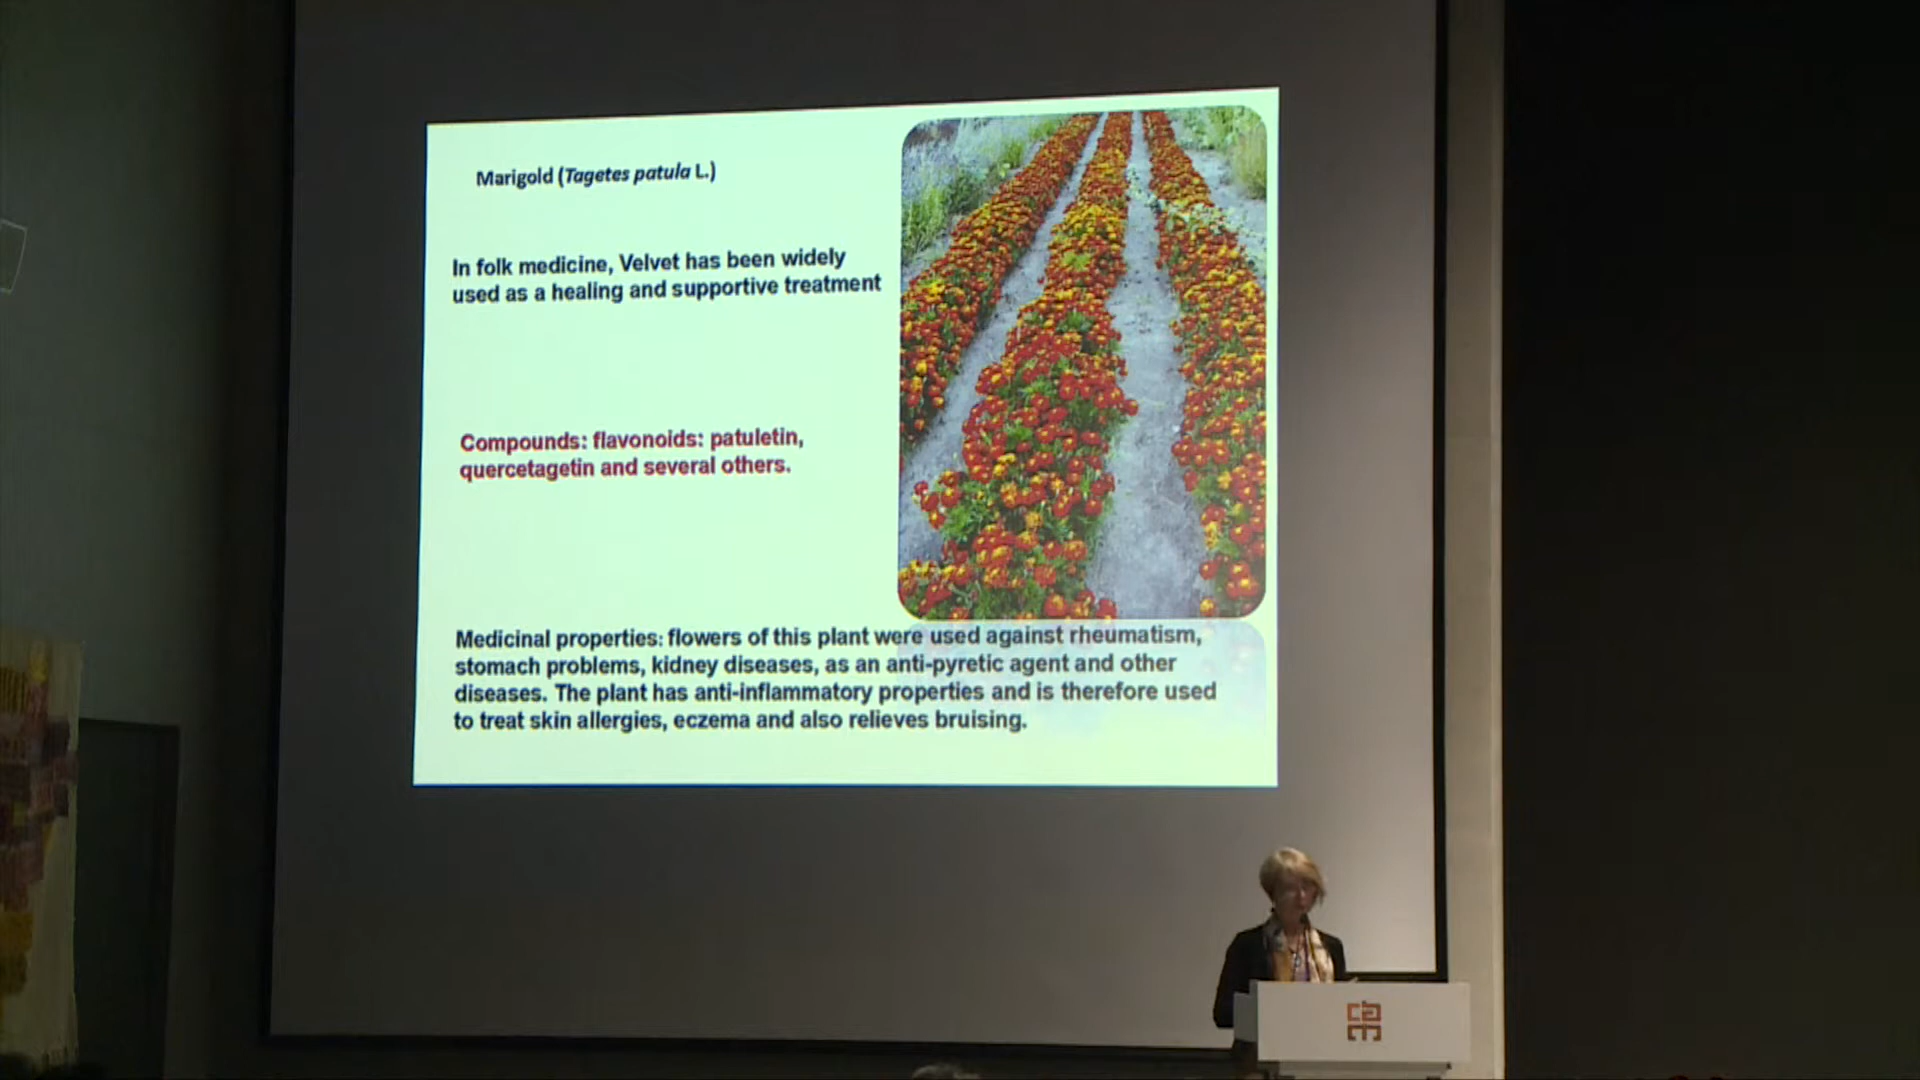 Marigold (Tagetes patula L.)
In folk medicine, Velvet has been widely
used as a healing and supportive treatment
Compounds: flavonoids: patuletin,
quercetagetin and several others.
Medicinal properties: flowers of this plant were used against rheumatism,
stomach problems, kidney diseases, as an anti-pyretic agent and other
diseases. The plant has anti-inflammatory properties and is therefore used
to treat skin allergies, eczema and also relieves bruising.